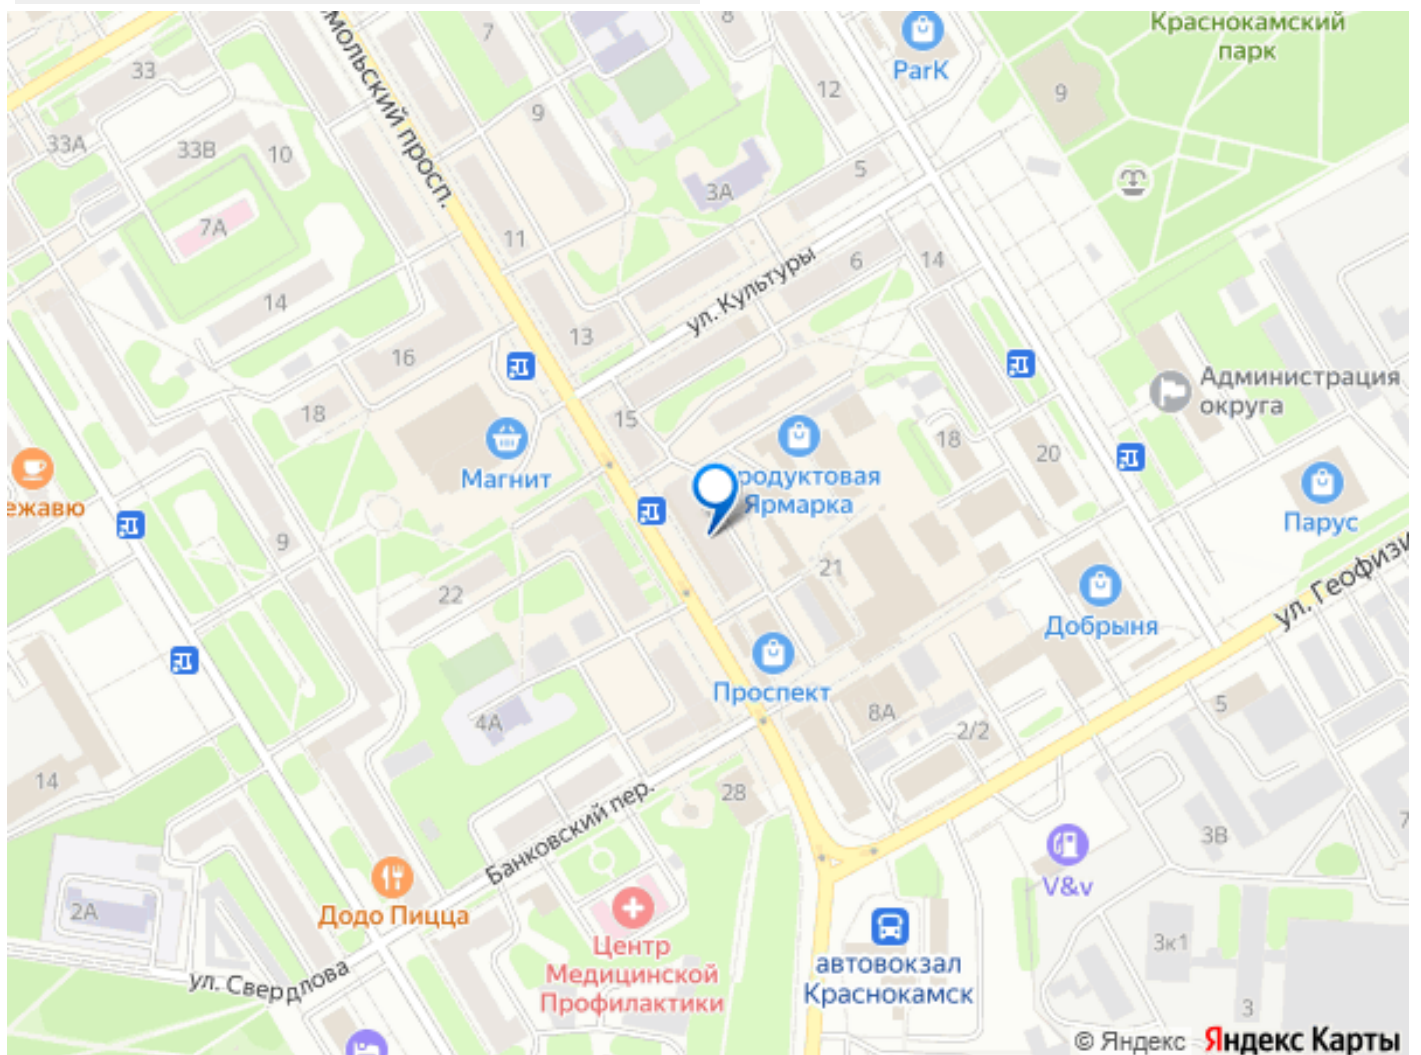 Краснокамский
парк
8
7
ParK
33
12
9
9
33А
33В
10
мольский просп.
5
3А
7А
11
6
14
ул. Культуры
14
13
16
Администрация
округа
18
15
18
20
Магнит
родуктовая
Ярмарка
ежавю
Парус
9
21
22
ул. Геофизи
Добрыня
Проспект
5
8А
4А
2/2
14
28
Банковский пер.
3В
7
V&v
2А
Додо Пицца
Центр
Медицинской
Профилактики
3к1
автовокзал
Краснокамск
ул. Свердлова
3
© Яндекс Яндекс Карты